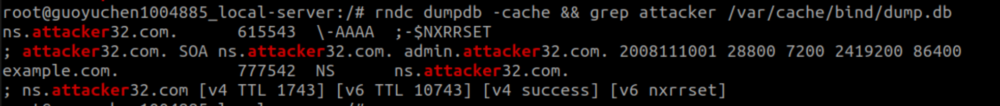 root@guoyuchen1004885_local-server:/# rndc dumpdb -cache && grep attacker /var/cache/bind/dump.db
ns.attacker32.com.      615543  \-AAAA  ;-$NXRRSET
; attacker32.com. SOA ns.attacker32.com. admin.attacker32.com. 2008111001 28800 7200 2419200 86400
example.com.            777542  NS      ns.attacker32.com.
; ns.attacker32.com [v4 TTL 1743] [v6 TTL 10743] [v4 success] [v6 nxrrset]